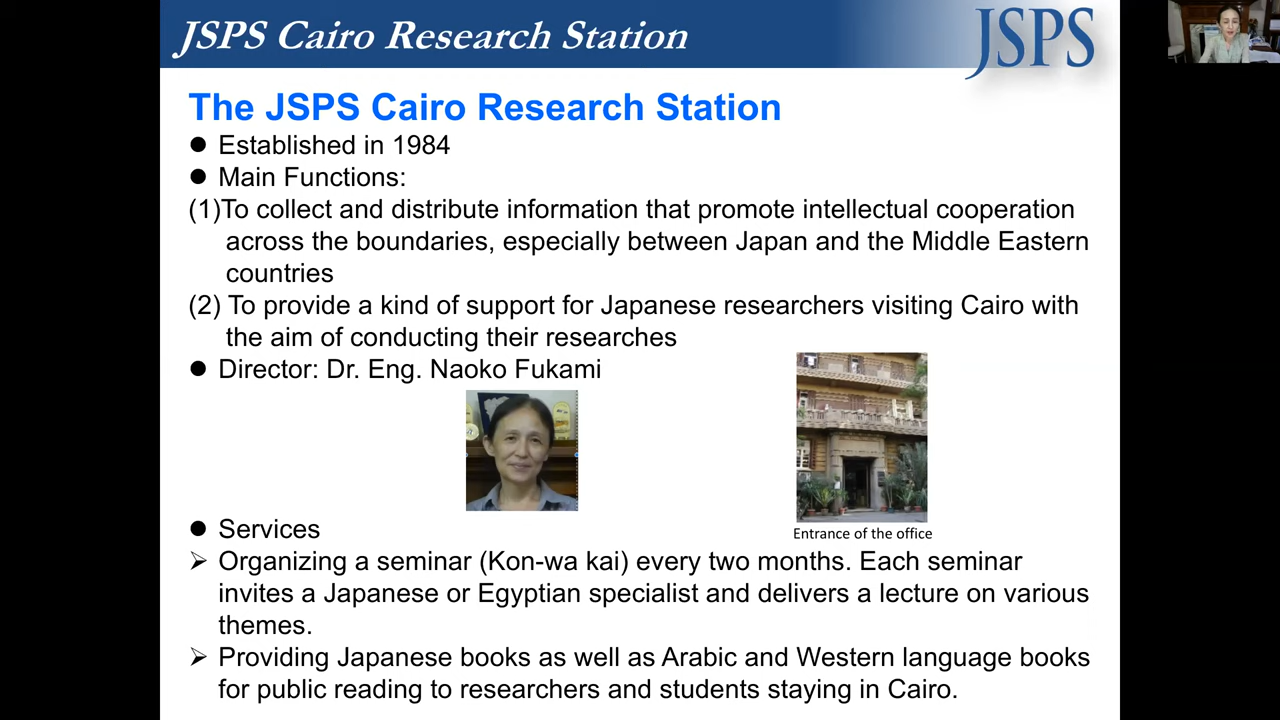 JSPS Cairo Research Station
JSPS
The JSPS Cairo Research Station
● Established in 1984
● Main Functions:
(1)To collect and distribute information that promote intellectual cooperation
across the boundaries, especially between Japan and the Middle Eastern
countries
(2) To provide a kind of support for Japanese researchers visiting Cairo with
the aim of conducting their researches
● Director: Dr. Eng. Naoko Fukami
● Services
Entrance of the office
➢ Organizing a seminar (Kon-wa kai) every two months. Each seminar
invites a Japanese or Egyptian specialist and delivers a lecture on various
themes.
➢ Providing Japanese books as well as Arabic and Western language books
for public reading to researchers and students staying in Cairo.